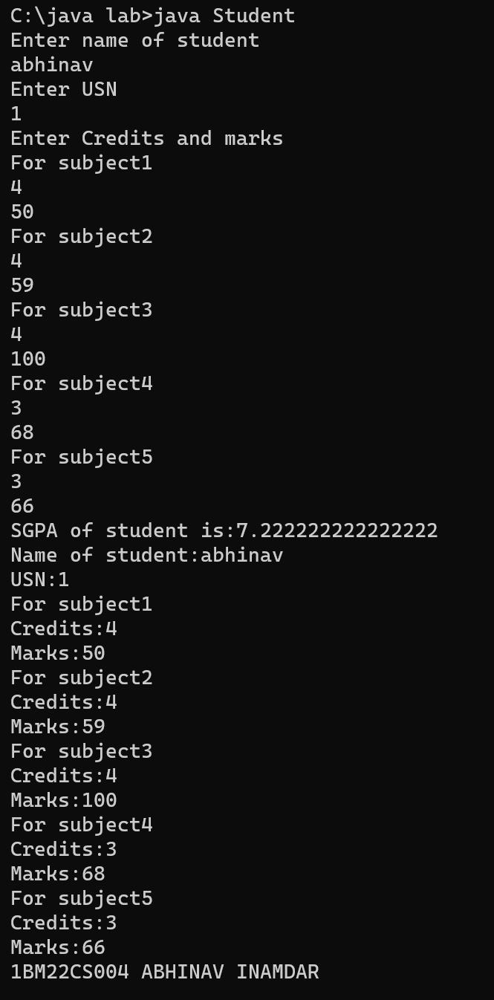 C:\java lab>java Student
Enter name of student
abhinav
Enter USN
1
Enter Credits and marks
For subject1
4
50
For subject2
4
59
For subject3
4
100
For subject4
3
68
For subject5
3
66
SGPA of student is:7.222222222222222
Name of student:abhinav
USN:1
For subject1
Credits:4
Marks:50
For subject2
Credits:4
Marks:59
For subject3
Credits:4
Marks:100
For subject4
Credits:3
Marks:68
For subject5
Credits:3
Marks:66
1BM22CS004 ABHINAV INAMDAR